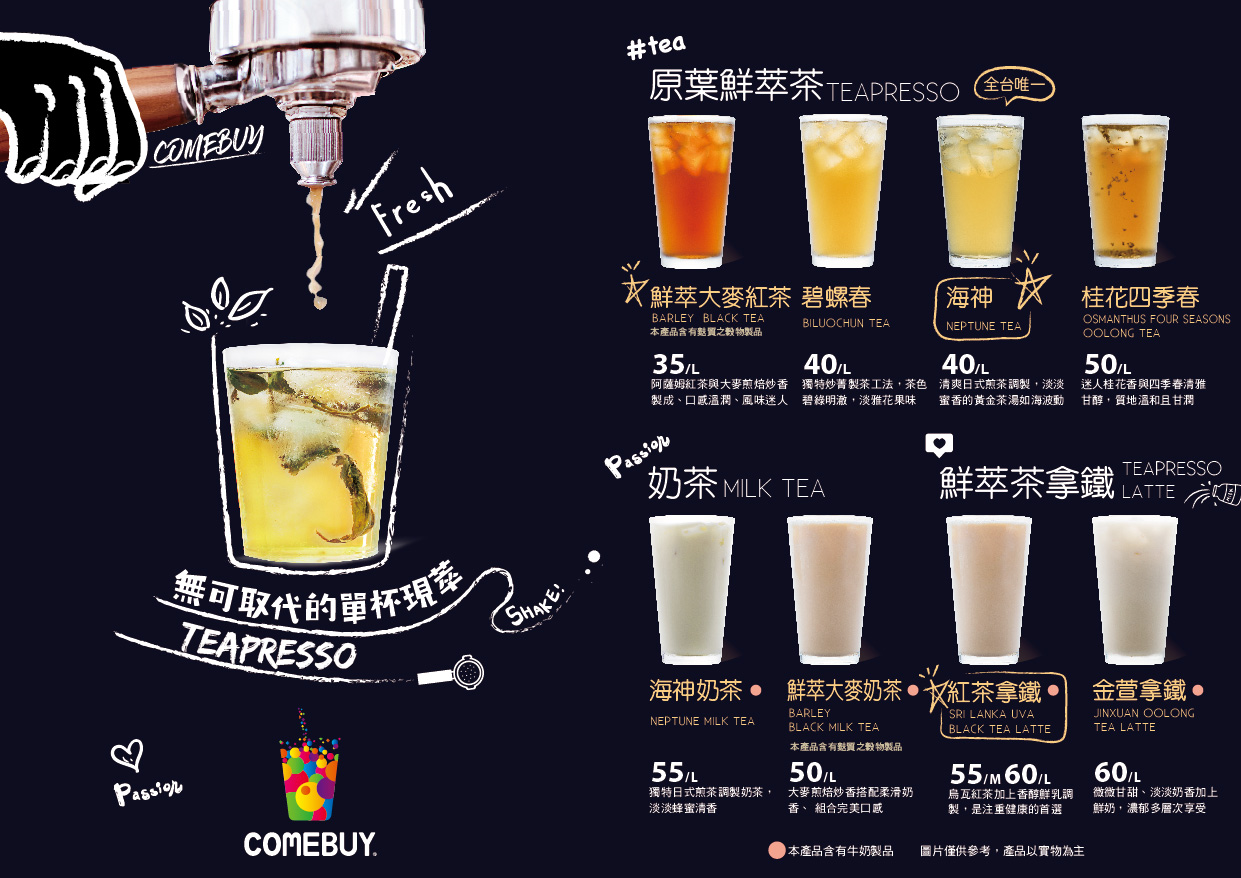 COMEBUY
Fresh
無可取代的單杯現萃
TEAPRESSO
SHAKE!
Passion
COMEBUY
#tea
原葉鮮萃茶 TEAPRESSO 全台唯一
鮮萃大麥紅茶
BARLEY BLACK TEA
本產品含有麩質之穀物製品
35/L
阿薩姆紅茶與大麥煎焙炒香
製成、口感溫潤、風味迷人
碧螺春
BILUOCHUN TEA
40/L
獨特炒菁製茶工法，茶色
碧綠明澈，淡雅花果味
海神
NEPTUNE TEA
40/L
清爽日式煎茶調製，淡淡
蜜香的黃金茶湯如海波動
桂花四季春
OSMANTHUS FOUR SEASONS
OOLONG TEA
50/L
迷人桂花香與四季春清雅
甘醇，質地溫和且甘潤
Passion
奶茶 MILK TEA
海神奶茶
NEPTUNE MILK TEA
55/L
獨特日式煎茶調製奶茶，
淡淡蜂蜜清香
鮮萃大麥奶茶
BARLEY
BLACK MILK TEA
本產品含有麩質之穀物製品
50/L
大麥煎焙炒香搭配柔滑奶
香、 組合完美口感
鮮萃茶拿鐵 TEAPRESSO
LATTE
紅茶拿鐵
SRI LANKA UVA
BLACK TEA LATTE
55/M 60/L
烏瓦紅茶加上香醇鮮乳調
製，是注重健康的首選
金萱拿鐵
JINXUAN OOLONG
TEA LATTE
60/L
微微甘甜、淡淡奶香加上
鮮奶，濃郁多層次享受
本產品含有牛奶製品 圖片僅供參考，產品以實物為主